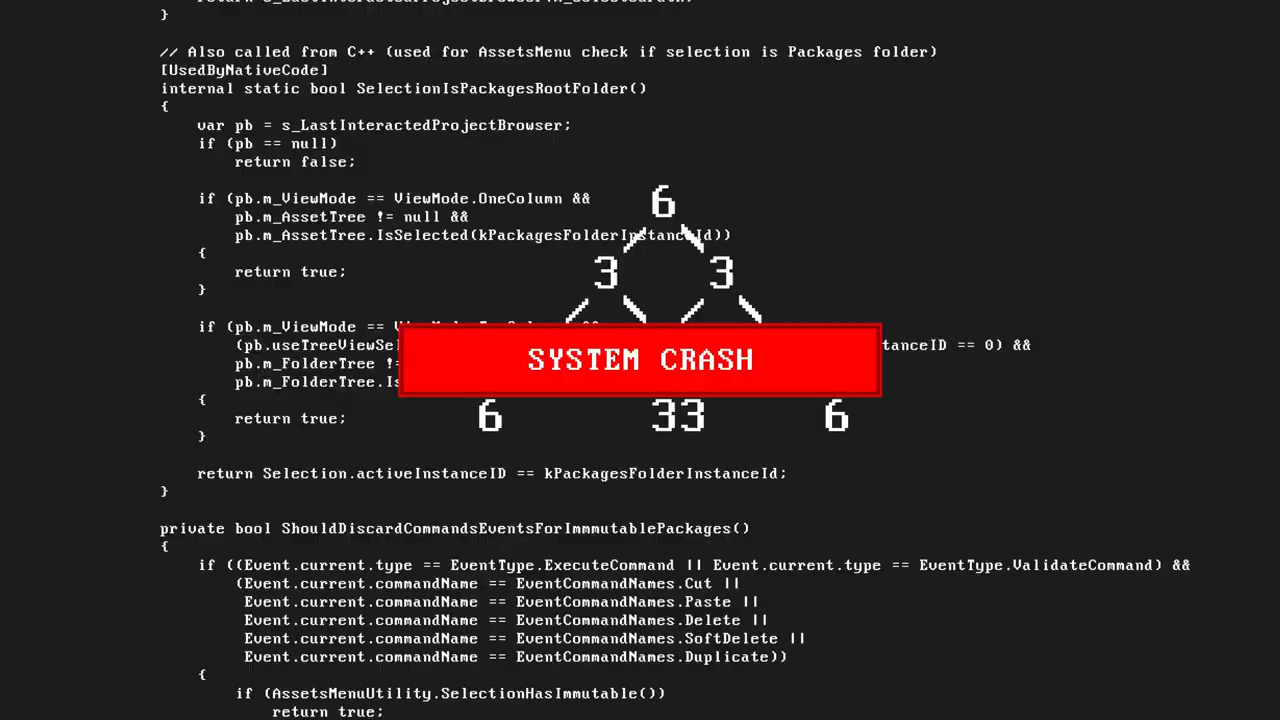 }
// Also called from C++ (used for AssetsMenu check if selection is Packages folder)
[UsedByNativeCode]
internal static bool SelectionIsPackagesRootFolder()
{
var pb = s_LastInteractedProjectBrowser;
if (pb == null)
return false;
if (pb.m_ViewMode == ViewMode.OneColumn &&
6
pb.m_AssetTree != null &&
pb.m_AssetTree.IsSelected(kPackagesFolderInstanceId))
{
3 3
return true;
}
if (pb.m_ViewMode ==
(pb.useTreeViewSel tanceID == 0) &&
SYSTEM CRASH
pb.m_FolderTree !=
pb.m_FolderTree.Is
{
6 33 6
return true;
}
return Selection.activeInstanceID == kPackagesFolderInstanceId;
}
private bool ShouldDiscardCommandsEventsForImmutablePackages()
{
if ((Event.current.type == EventType.ExecuteCommand || Event.current.type == EventType.ValidateCommand) &&
(Event.current.commandName == EventCommandNames.Cut ||
Event.current.commandName == EventCommandNames.Paste ||
Event.current.commandName == EventCommandNames.Delete ||
Event.current.commandName == EventCommandNames.SoftDelete ||
Event.current.commandName == EventCommandNames.Duplicate))
{
if (AssetsMenuUtility.SelectionHasImmutable())
return true;